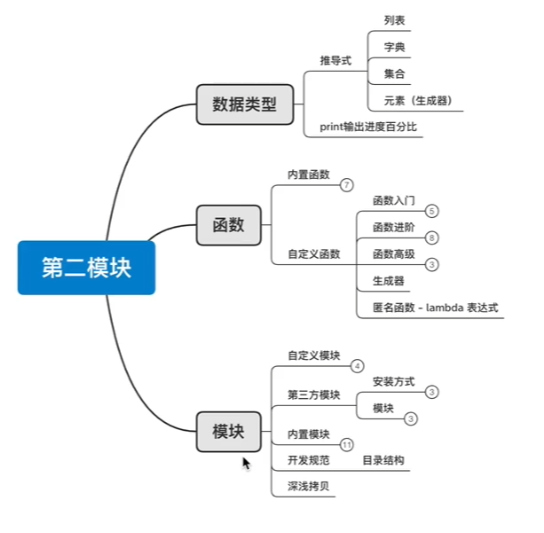 第二模块
数据类型
推导式
列表
字典
集合
元素（生成器）
print输出进度百分比
函数
内置函数
7
自定义函数
函数入门
5
函数进阶
8
函数高级
3
生成器
匿名函数 - lambda 表达式
模块
自定义模块
4
第三方模块
安装方式
3
模块
3
内置模块
11
开发规范
目录结构
深浅拷贝